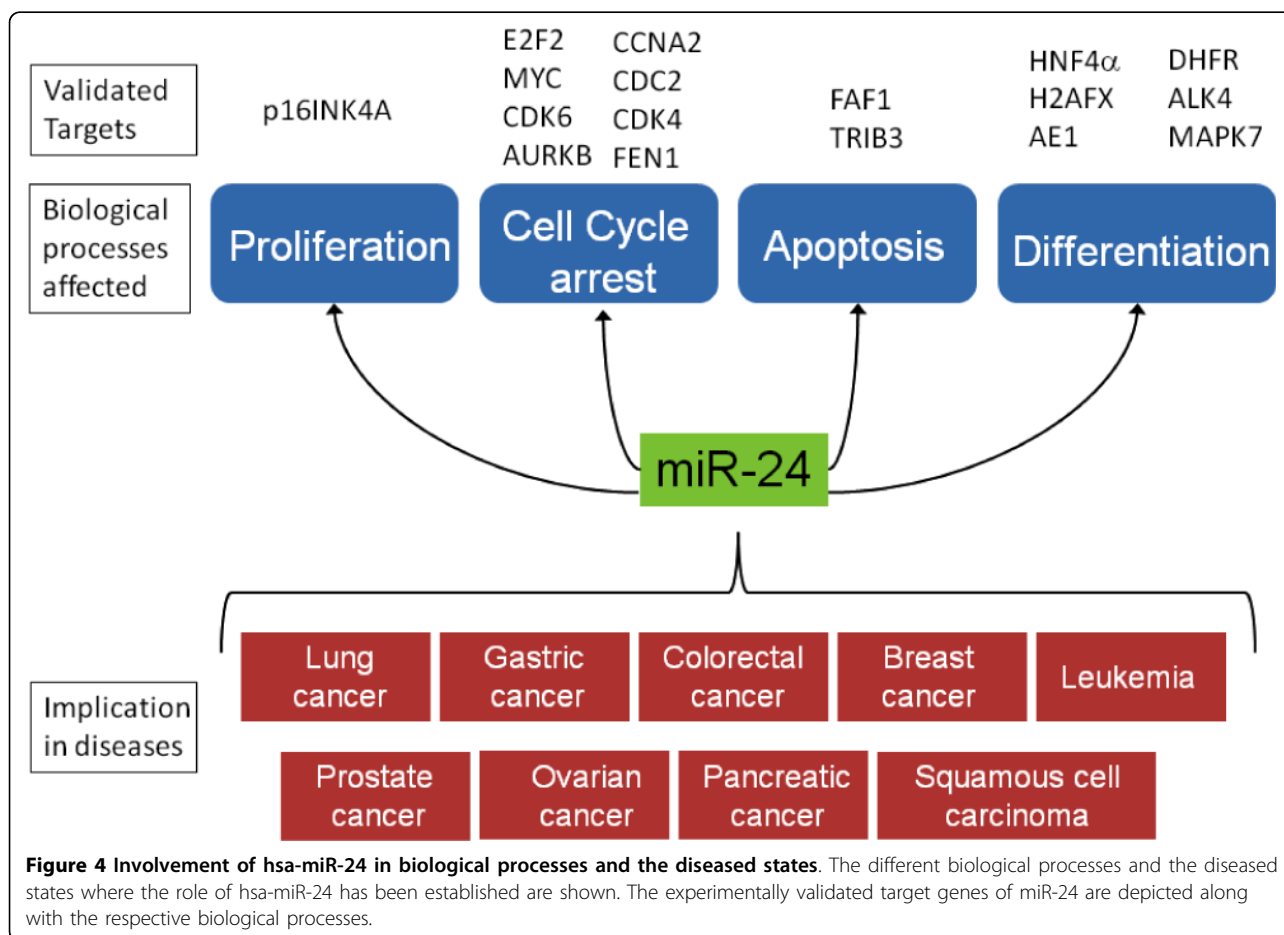 Validated
Targets
p16INK4A
E2F2
MYC
CDK6
AURKB
CCNA2
CDC2
CDK4
FEN1
FAF1
TRIB3
HNF4α
H2AFX
AE1
DHFR
ALK4
MAPK7
Biological
processes
affected
Proliferation
Cell Cycle
arrest
Apoptosis
Differentiation
miR-24
Implication
in diseases
Lung
cancer
Gastric
cancer
Colorectal
cancer
Breast
cancer
Leukemia
Prostate
cancer
Ovarian
cancer
Pancreatic
cancer
Squamous cell
carcinoma
Figure 4 Involvement of hsa-miR-24 in biological processes and the diseased states. The different biological processes and the diseased
states where the role of hsa-miR-24 has been established are shown. The experimentally validated target genes of miR-24 are depicted along
with the respective biological processes.